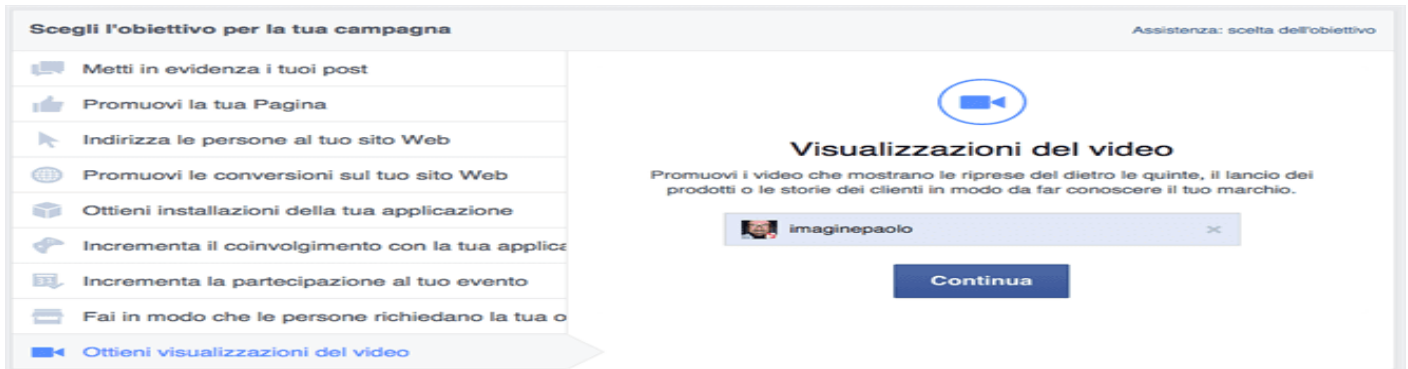 Scegli l'obiettivo per la tua campagna
Assistenza: scelta dell'obiettivo
Metti in evidenza i tuoi post
Promuovi la tua Pagina
Indirizza le persone al tuo sito Web
Promuovi le conversioni sul tuo sito Web
Ottieni installazioni della tua applicazione
Incrementa il coinvolgimento con la tua applica
Incrementa la partecipazione al tuo evento
Fai in modo che le persone richiedano la tua o
Ottieni visualizzazioni del video
Visualizzazioni del video
Promuovi i video che mostrano le riprese del dietro le quinte, il lancio dei
prodotti o le storie dei clienti in modo da far conoscere il tuo marchio.
imaginepaolo
Continua